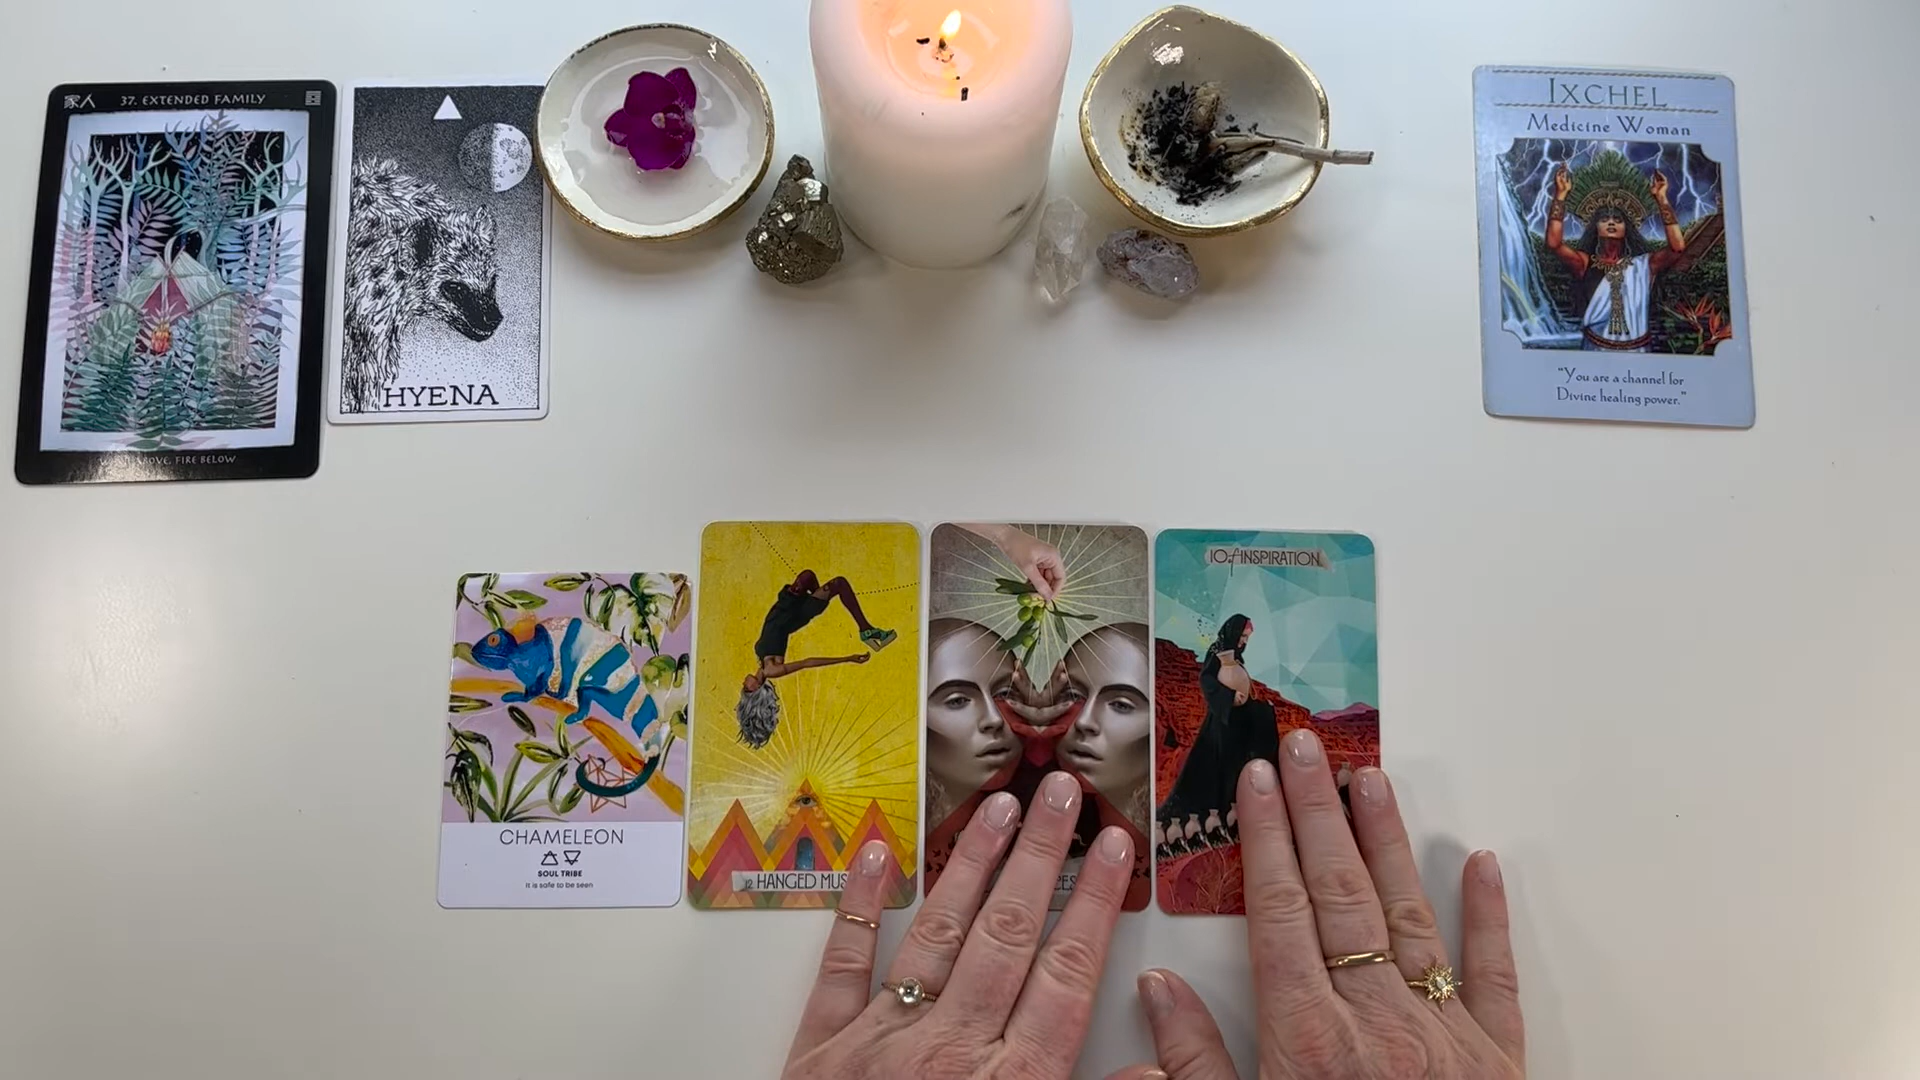 家人 37. EXTENDED FAMILY
ABOVE, FIRE BELOW
HYENA
IXCHEL
Medicine Woman
"You are a channel for
Divine healing power."
CHAMELEON
SOUL TRIBE
it is safe to be seen
12 HANGED
10 of INSPIRATION